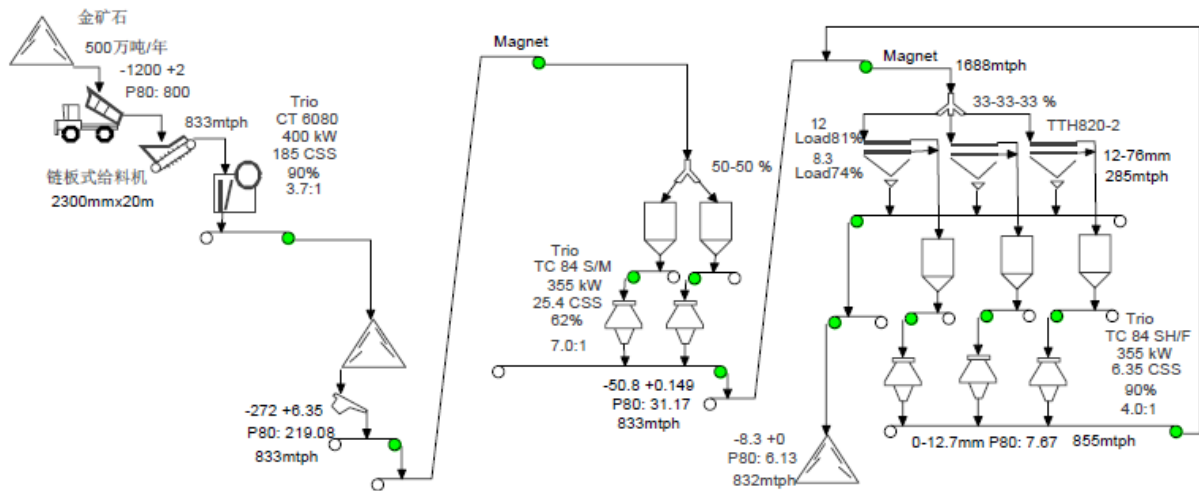 金矿石
500万吨/年
-1200 +2
P80: 800
833mtph
链板式给料机
2300mmx20m
Trio
CT 6080
400 kW
185 CSS
90%
3.7:1
-272 +6.35
P80: 219.08
833mtph
Magnet
50-50 %
Trio
TC 84 S/M
355 kW
25.4 CSS
62%
7.0:1
-50.8 +0.149
P80: 31.17
833mtph
Magnet
1688mtph
33-33-33 %
TTH820-2
12
Load81%
8.3
Load74%
12-76mm
285mtph
Trio
TC 84 SH/F
355 kW
6.35 CSS
90%
4.0:1
-8.3 +0
P80: 6.13
832mtph
0-12.7mm P80: 7.67
855mtph